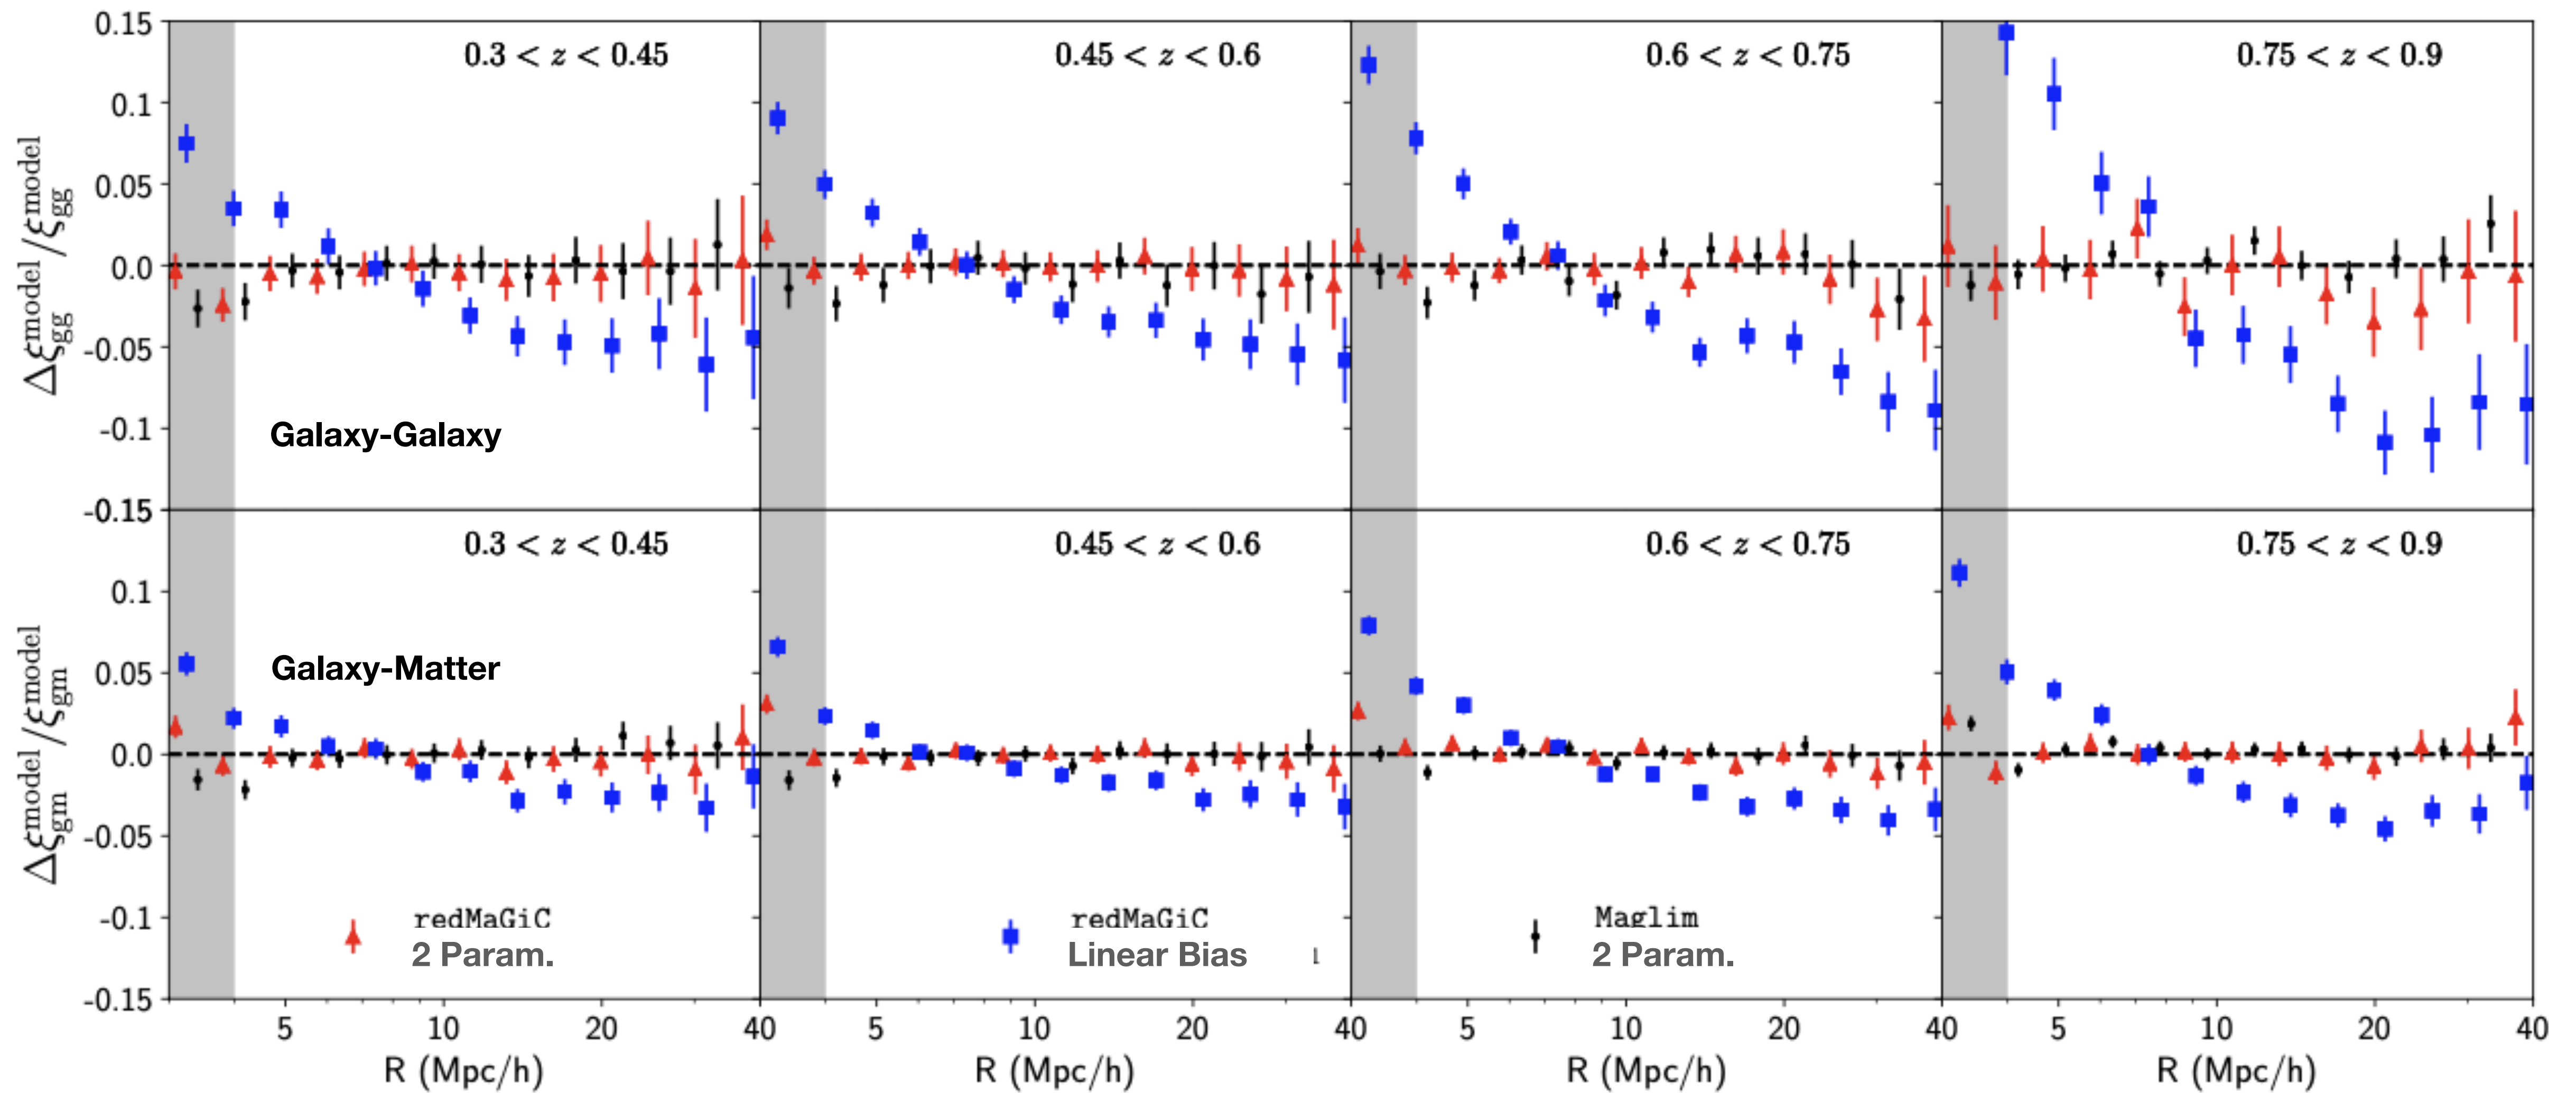 0.15
0.1
0.05
0.0
-0.05
-0.1
-0.15
Δξgg^model / ξgg^model
0.3 < z < 0.45
0.45 < z < 0.6
0.6 < z < 0.75
0.75 < z < 0.9
Galaxy-Galaxy
0.1
0.05
0.0
-0.05
-0.1
-0.15
Δξgm^model / ξgm^model
0.3 < z < 0.45
0.45 < z < 0.6
0.6 < z < 0.75
0.75 < z < 0.9
Galaxy-Matter
redMaGiC
2 Param.
redMaGiC
Linear Bias
Maglim
2 Param.
5 10 20 40 5 10 20 40 5 10 20 40 5 10 20 40
R (Mpc/h) R (Mpc/h) R (Mpc/h) R (Mpc/h)